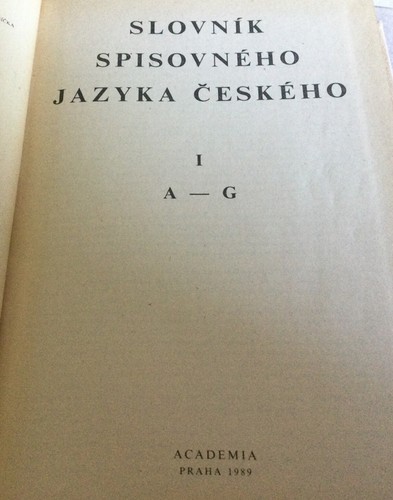 SLOVNÍK
SPISOVNÉHO
JAZYKA ČESKÉHO
I
A — G
ACADEMIA
PRAHA 1989